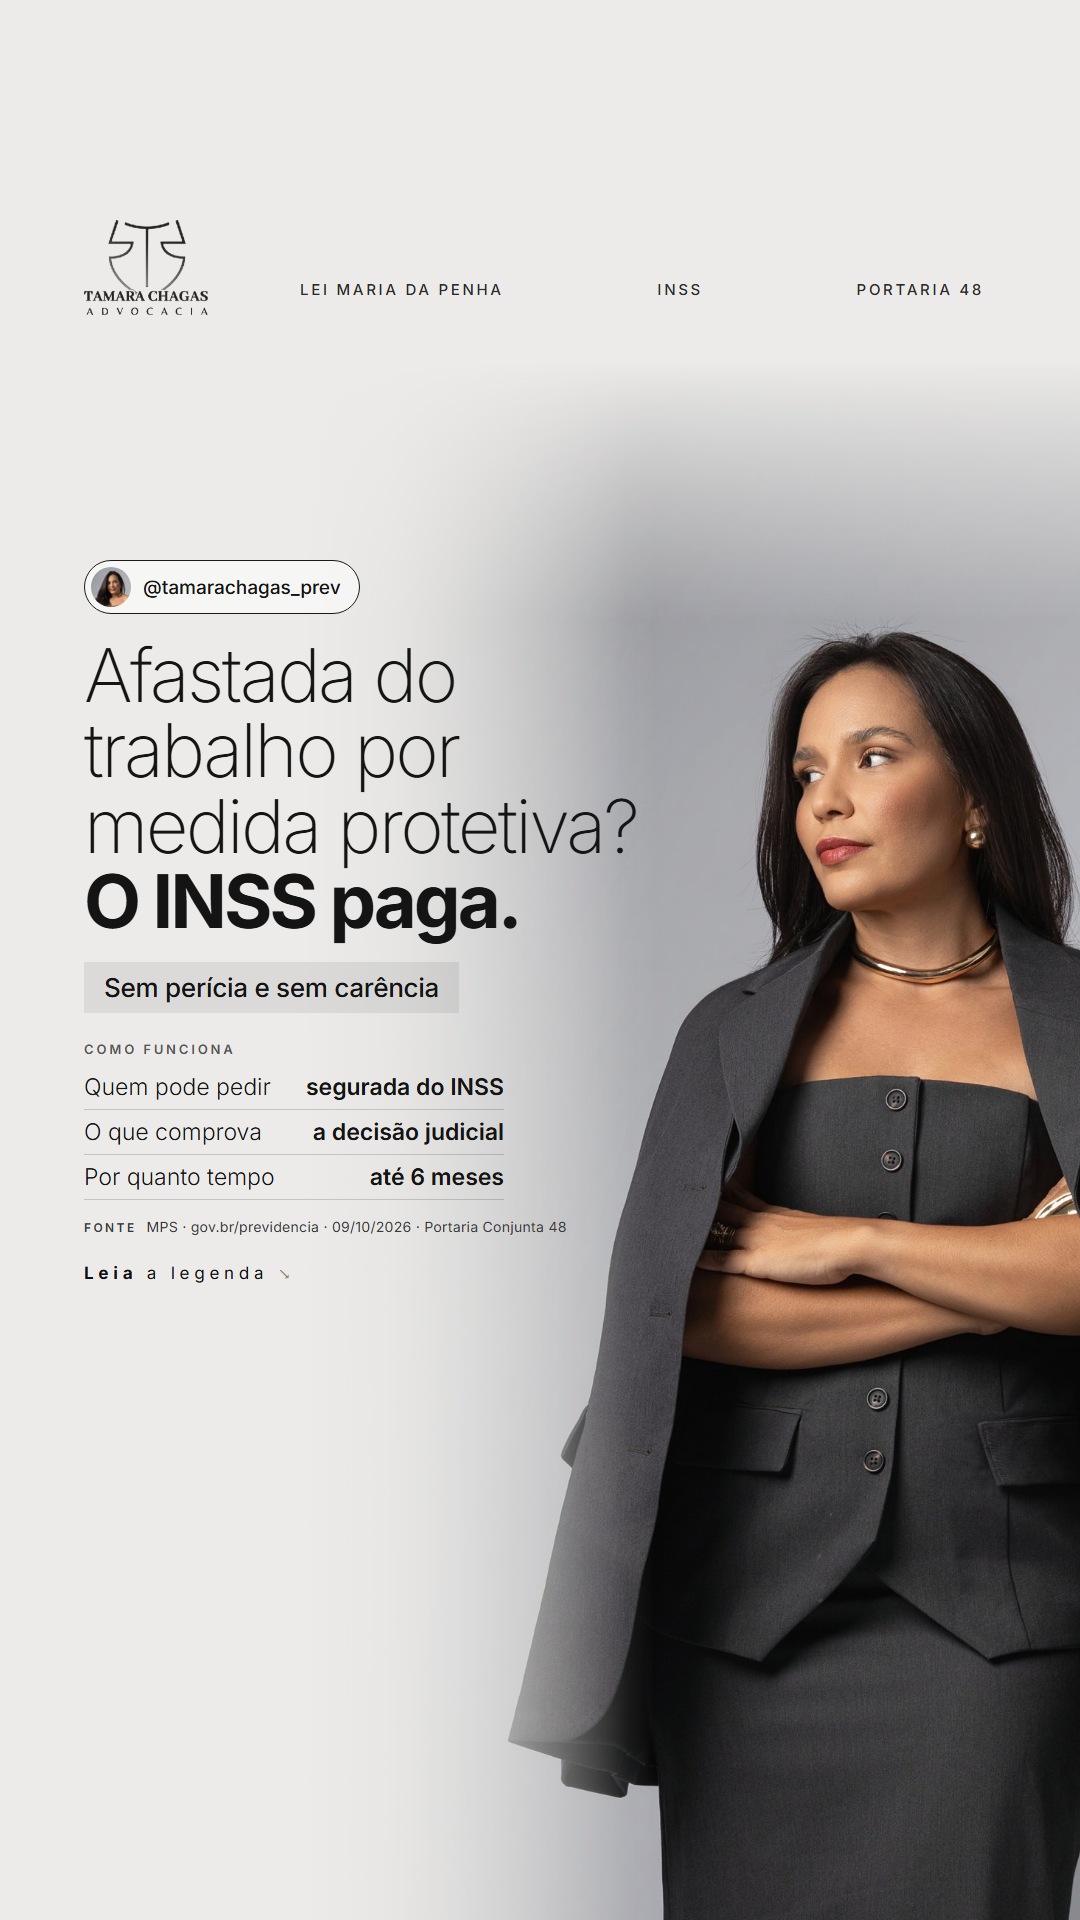 TAMARA CHAGAS
ADVOCACIA
LEI MARIA DA PENHA
INSS
PORTARIA 48
@tamarachagas_prev
Afastada do
trabalho por
medida protetiva?
O INSS paga.
Sem perícia e sem carência
COMO FUNCIONA
Quem pode pedir segurada do INSS
O que comprova a decisão judicial
Por quanto tempo até 6 meses
FONTE MPS · gov.br/previdencia · 09/10/2026 · Portaria Conjunta 48
Leia a legenda ↘